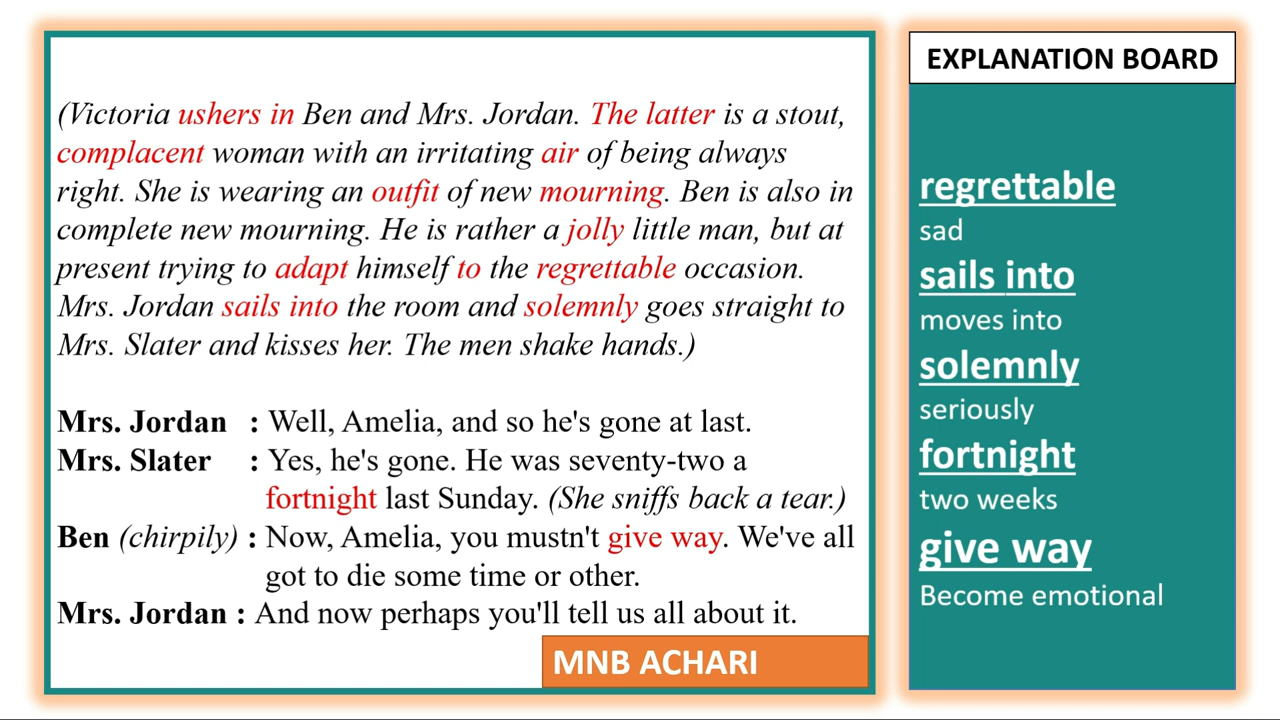 (Victoria ushers in Ben and Mrs. Jordan. The latter is a stout,
complacent woman with an irritating air of being always
right. She is wearing an outfit of new mourning. Ben is also in
complete new mourning. He is rather a jolly little man, but at
present trying to adapt himself to the regrettable occasion.
Mrs. Jordan sails into the room and solemnly goes straight to
Mrs. Slater and kisses her. The men shake hands.)
Mrs. Jordan : Well, Amelia, and so he's gone at last.
Mrs. Slater : Yes, he's gone. He was seventy-two a
fortnight last Sunday. (She sniffs back a tear.)
Ben (chirpily) : Now, Amelia, you mustn't give way. We've all
got to die some time or other.
Mrs. Jordan : And now perhaps you'll tell us all about it.
MNB ACHARI
EXPLANATION BOARD
regrettable
sad
sails into
moves into
solemnly
seriously
fortnight
two weeks
give way
Become emotional